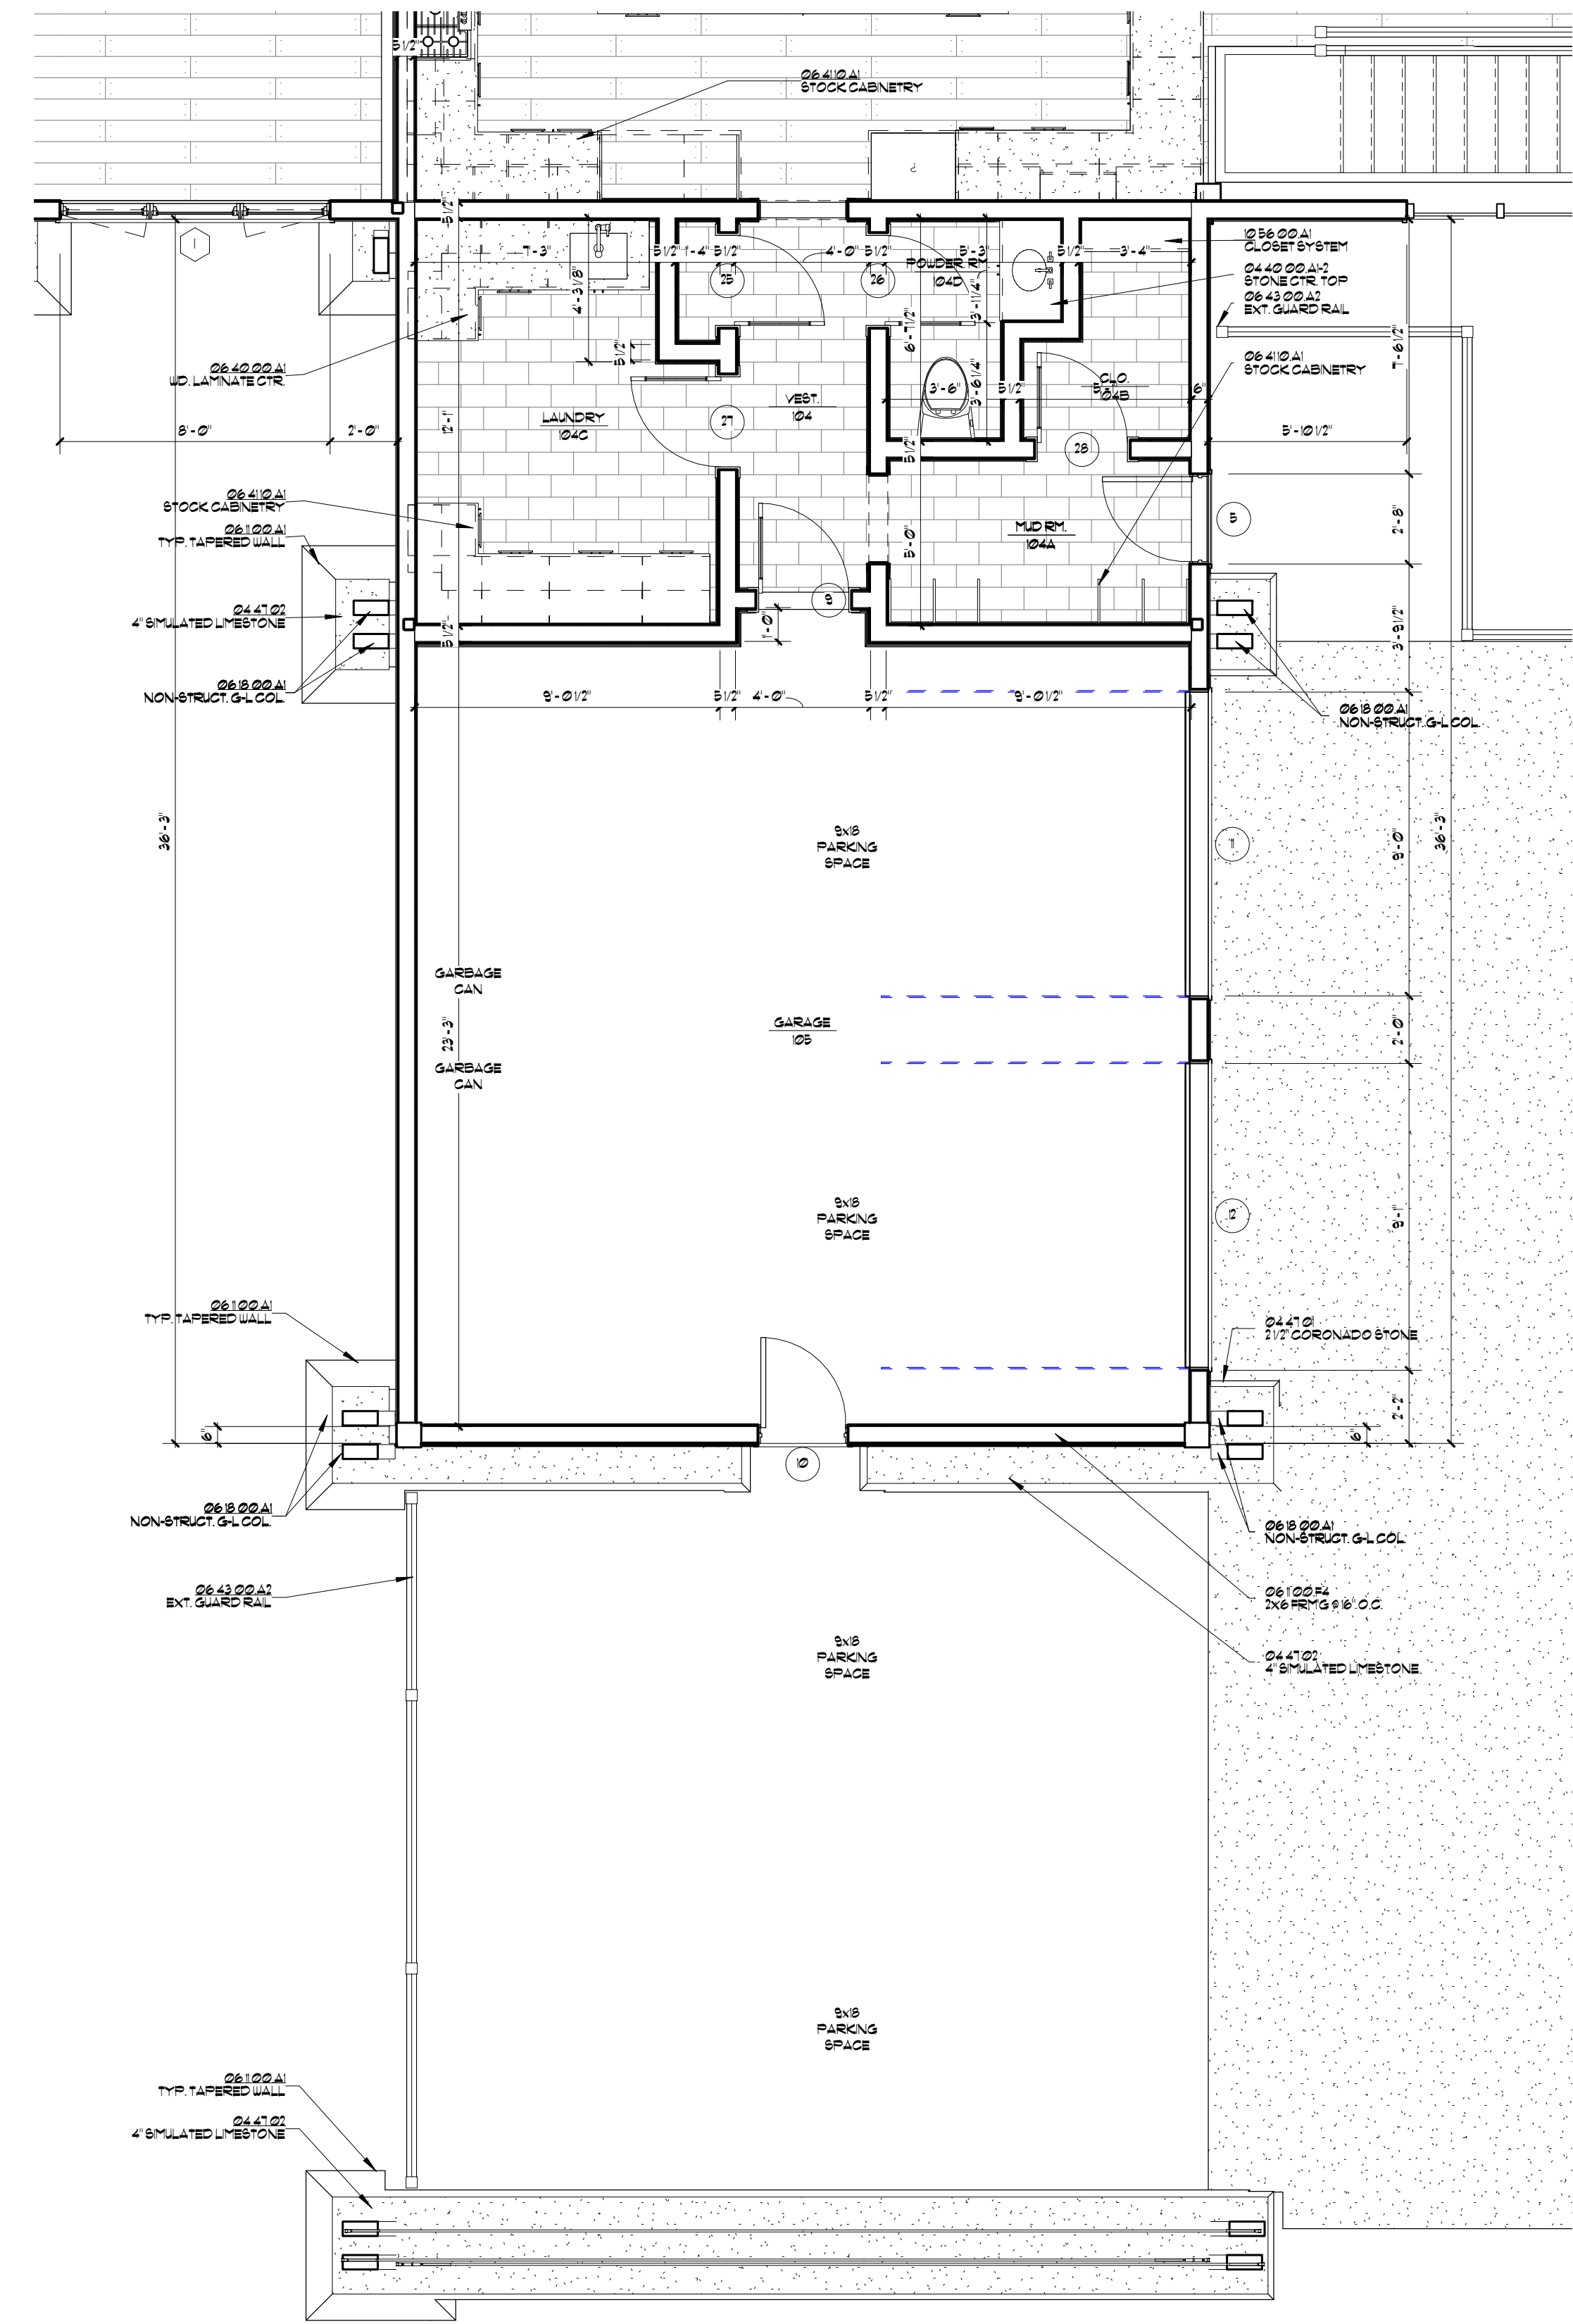 5 1/2"
06 41 10.A1
STOCK CABINETRY
10 56 00.A1
CLOSET SYSTEM
04 40 00.A1-2
STONE CTR. TOP
06 43 00.A2
EXT. GUARD RAIL
06 41 10.A1
STOCK CABINETRY
1
5 1/2"
7'-3"
5 1/2"
1'-4"
5 1/2"
4'-0"
5 1/2"
5'-3"
5 1/2"
3'-4"
POWDER RM.
104D
25
26
4'-3 1/8"
3'-11 1/4"
6'-7 1/2"
7'-6 1/2"
5 1/2"
06 40 00.A1
WD. LAMINATE CTR.
3'-6"
3'-6 1/4"
5 1/2"
CLO.
104B
6"
VEST.
104
LAUNDRY
104C
12'-1"
27
28
8'-0"
2'-0"
5 1/2"
5'-10 1/2"
06 41 10.A1
STOCK CABINETRY
06 11 00.A1
TYP. TAPERED WALL
MUD RM.
104A
5'-0"
5
2'-8"
04 47 02
4" SIMULATED LIMESTONE
9
1'-0"
5 1/2"
3'-9 1/2"
06 18 00.A1
NON-STRUCT. G-L COL.
9'-0 1/2"
5 1/2"
4'-0"
5 1/2"
9'-0 1/2"
06 18 00.A1
NON-STRUCT. G-L COL.
36'-3"
9x18
PARKING
SPACE
11
9'-0"
36'-3"
GARBAGE
CAN
23'-3"
GARAGE
105
2'-0"
GARBAGE
CAN
9x18
PARKING
SPACE
12
9'-1"
06 11 00.A1
TYP. TAPERED WALL
04 47 01
2 1/2" CORONADO STONE
2'-2"
6"
6"
10
06 18 00.A1
NON-STRUCT. G-L COL.
06 18 00.A1
NON-STRUCT. G-L COL.
06 43 00.A2
EXT. GUARD RAIL
06 11 00.F4
2X6 FRM'G @ 16" O.C.
9x18
PARKING
SPACE
04 47 02
4" SIMULATED LIMESTONE
9x18
PARKING
SPACE
06 11 00.A1
TYP. TAPERED WALL
04 47 02
4" SIMULATED LIMESTONE